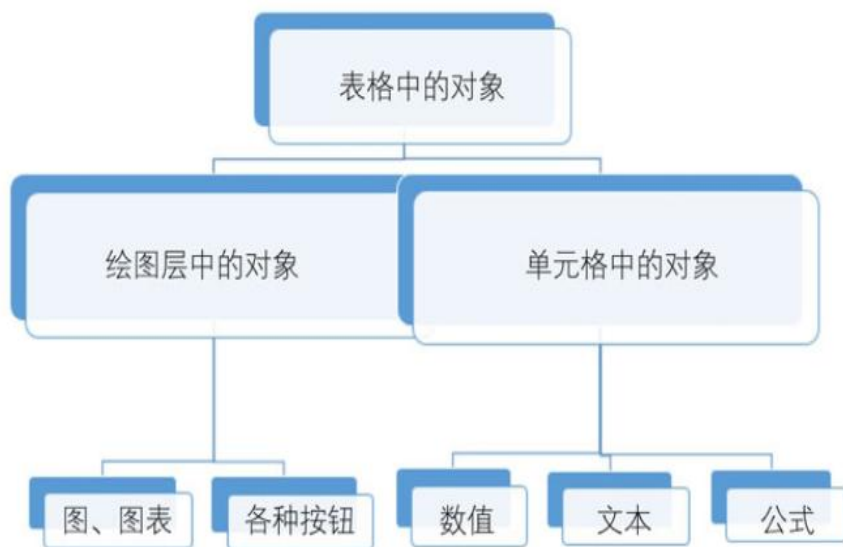 表格中的对象
绘图层中的对象
单元格中的对象
图、图表
各种按钮
数值
文本
公式